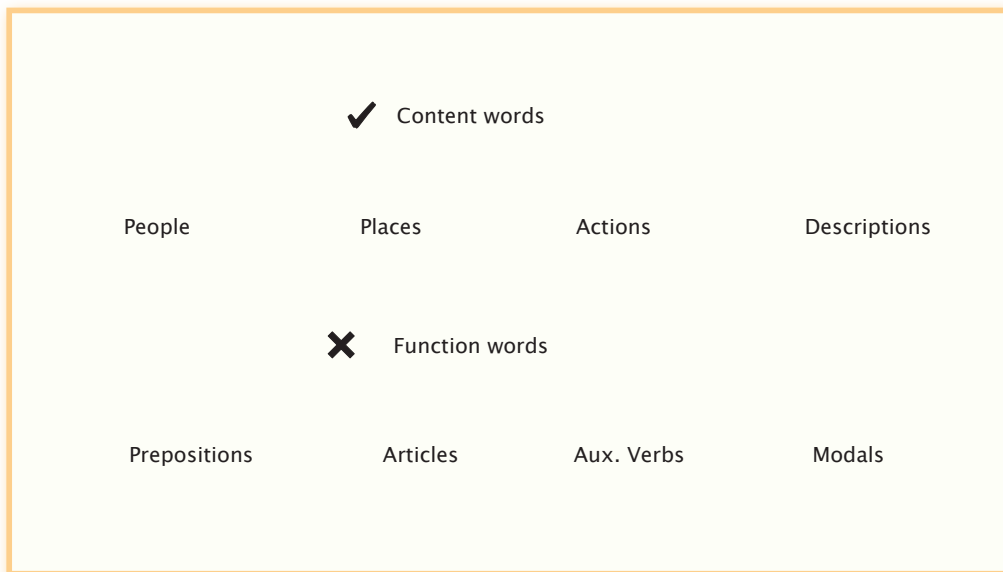 ✔ Content words
People Places Actions Descriptions
✖ Function words
Prepositions Articles Aux. Verbs Modals